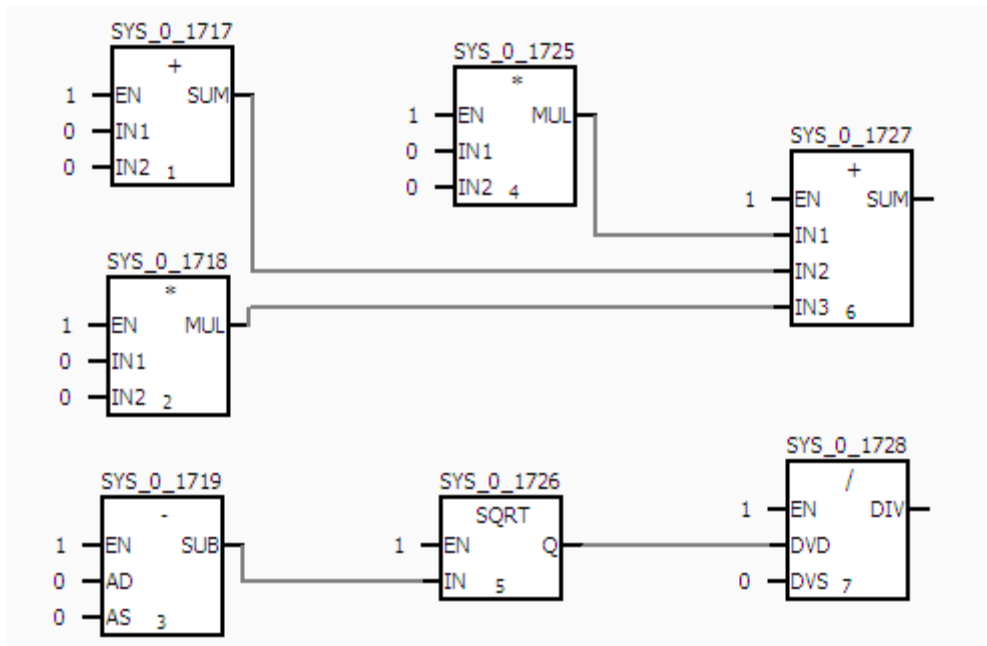 SYS_0_1717
+
1 EN SUM
0 IN1
0 IN2 1
SYS_0_1725
*
1 EN MUL
0 IN1
0 IN2 4
SYS_0_1727
+
1 EN SUM
IN1
IN2
IN3 6
SYS_0_1718
*
1 EN MUL
0 IN1
0 IN2 2
SYS_0_1719
-
1 EN SUB
0 AD
0 AS 3
SYS_0_1726
SQRT
1 EN Q
IN 5
SYS_0_1728
/
1 EN DIV
DVD
0 DVS 7